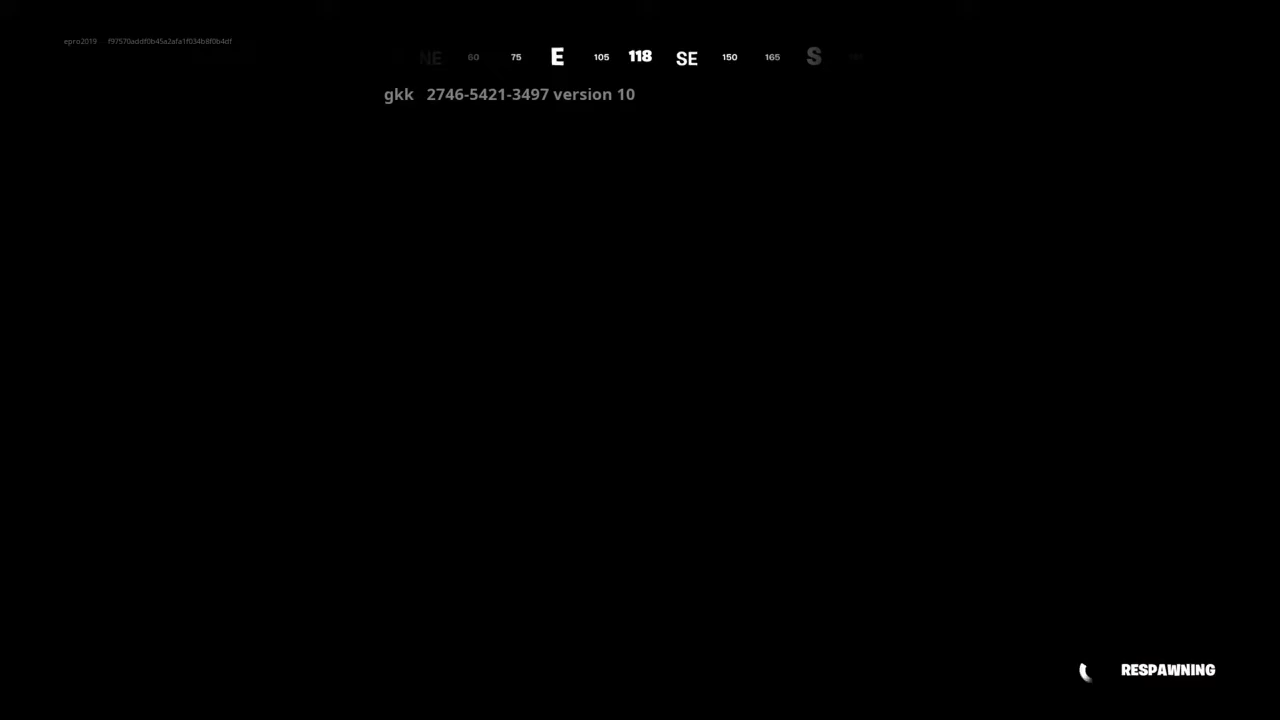 epro2019 f97570addf0b45a2afa1f034b8f0b4df
NE 60 75 E 105 118 SE 150 165 S
gkk 2746-5421-3497 version 10
RESPAWNING